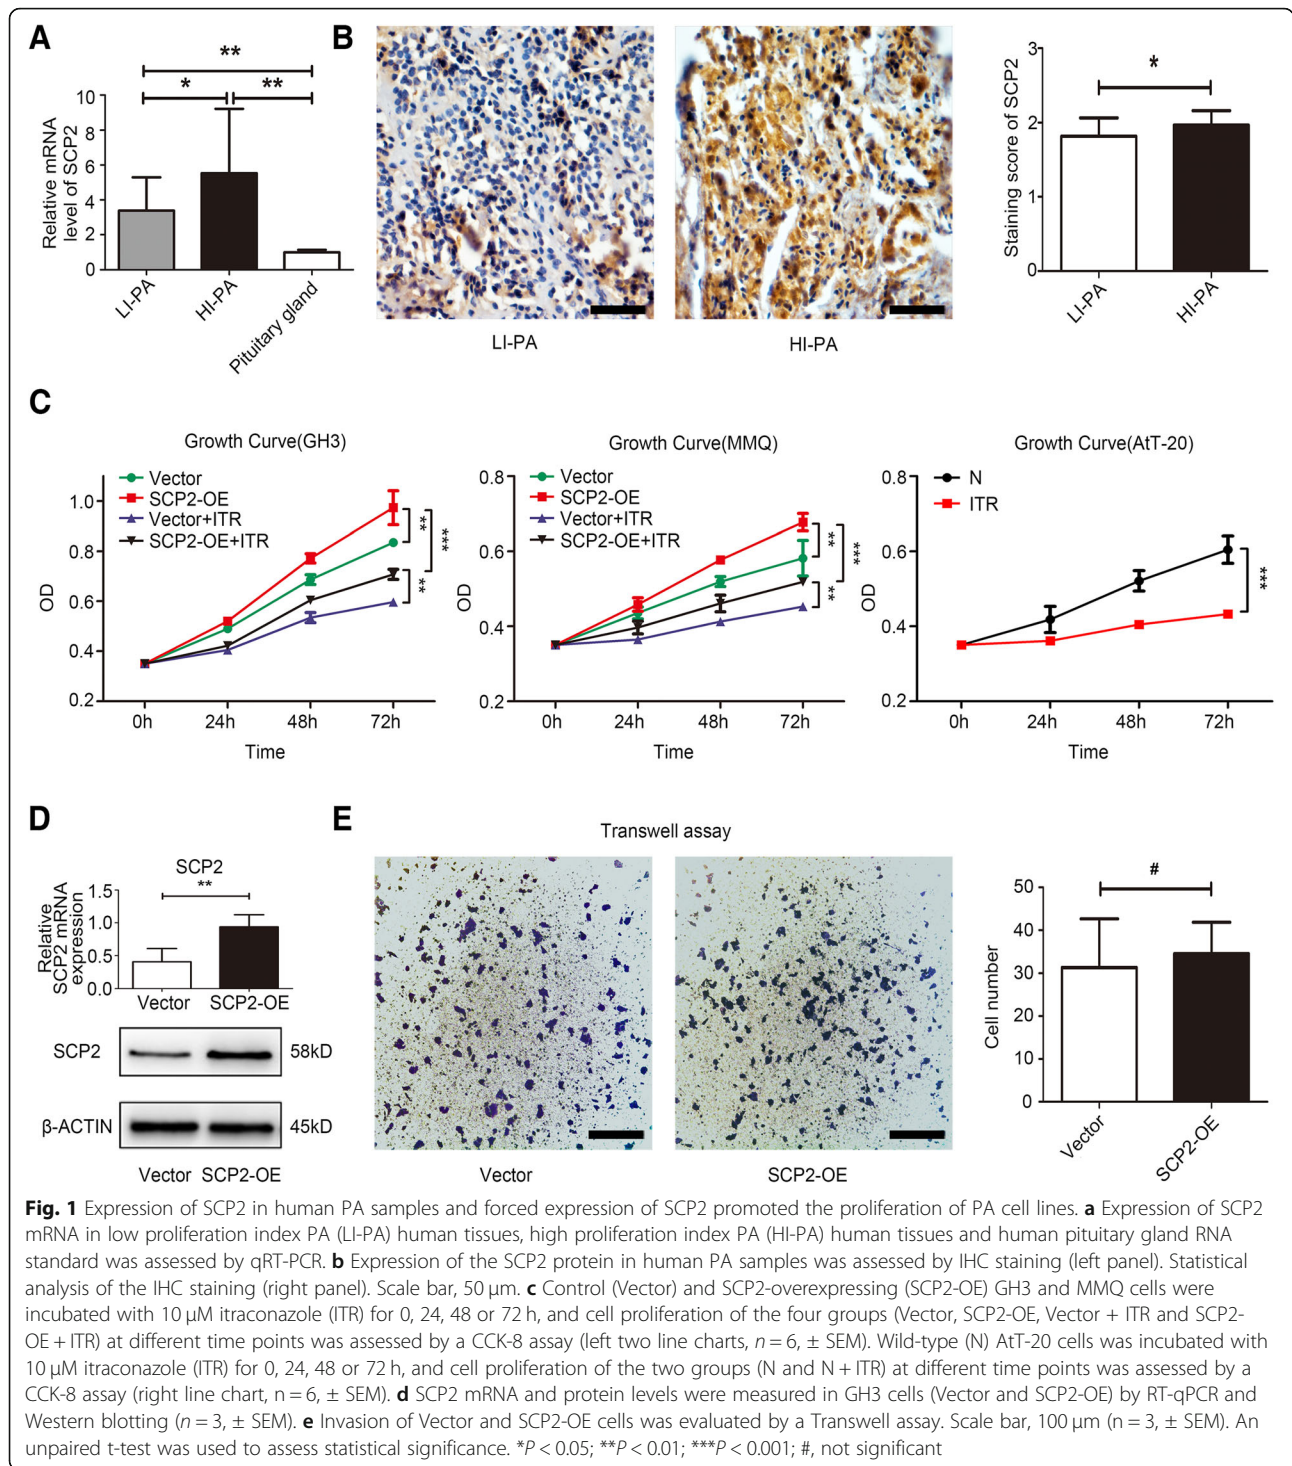 A
**
*
**
Relative mRNA
level of SCP2
10
8
6
4
2
0
LI-PA
HI-PA
Pituitary gland
B
LI-PA
HI-PA
*
Staining score of SCP2
3
2
1
0
LI-PA
HI-PA
C
Growth Curve(GH3)
Vector
SCP2-OE
Vector+ITR
SCP2-OE+ITR
OD
1.0
0.8
0.6
0.4
0.2
0h
24h
48h
72h
Time
**
***
**
Growth Curve(MMQ)
Vector
SCP2-OE
Vector+ITR
SCP2-OE+ITR
OD
0.8
0.6
0.4
0.2
0h
24h
48h
72h
Time
**
***
**
Growth Curve(AtT-20)
N
ITR
OD
0.8
0.6
0.4
0.2
0h
24h
48h
72h
Time
***
D
SCP2
**
Relative
SCP2 mRNA
expression
1.5
1.0
0.5
0.0
Vector
SCP2-OE
SCP2
58kD
β-ACTIN
45kD
Vector
SCP2-OE
E
Transwell assay
Vector
SCP2-OE
#
Cell number
50
40
30
20
10
0
Vector
SCP2-OE
Fig. 1 Expression of SCP2 in human PA samples and forced expression of SCP2 promoted the proliferation of PA cell lines. a Expression of SCP2
mRNA in low proliferation index PA (LI-PA) human tissues, high proliferation index PA (HI-PA) human tissues and human pituitary gland RNA
standard was assessed by qRT-PCR. b Expression of the SCP2 protein in human PA samples was assessed by IHC staining (left panel). Statistical
analysis of the IHC staining (right panel). Scale bar, 50 μm. c Control (Vector) and SCP2-overexpressing (SCP2-OE) GH3 and MMQ cells were
incubated with 10 μM itraconazole (ITR) for 0, 24, 48 or 72 h, and cell proliferation of the four groups (Vector, SCP2-OE, Vector + ITR and SCP2-
OE + ITR) at different time points was assessed by a CCK-8 assay (left two line charts, n = 6, ± SEM). Wild-type (N) AtT-20 cells was incubated with
10 μM itraconazole (ITR) for 0, 24, 48 or 72 h, and cell proliferation of the two groups (N and N + ITR) at different time points was assessed by a
CCK-8 assay (right line chart, n = 6, ± SEM). d SCP2 mRNA and protein levels were measured in GH3 cells (Vector and SCP2-OE) by RT-qPCR and
Western blotting (n = 3, ± SEM). e Invasion of Vector and SCP2-OE cells was evaluated by a Transwell assay. Scale bar, 100 μm (n = 3, ± SEM). An
unpaired t-test was used to assess statistical significance. *P < 0.05; **P < 0.01; ***P < 0.001; #, not significant